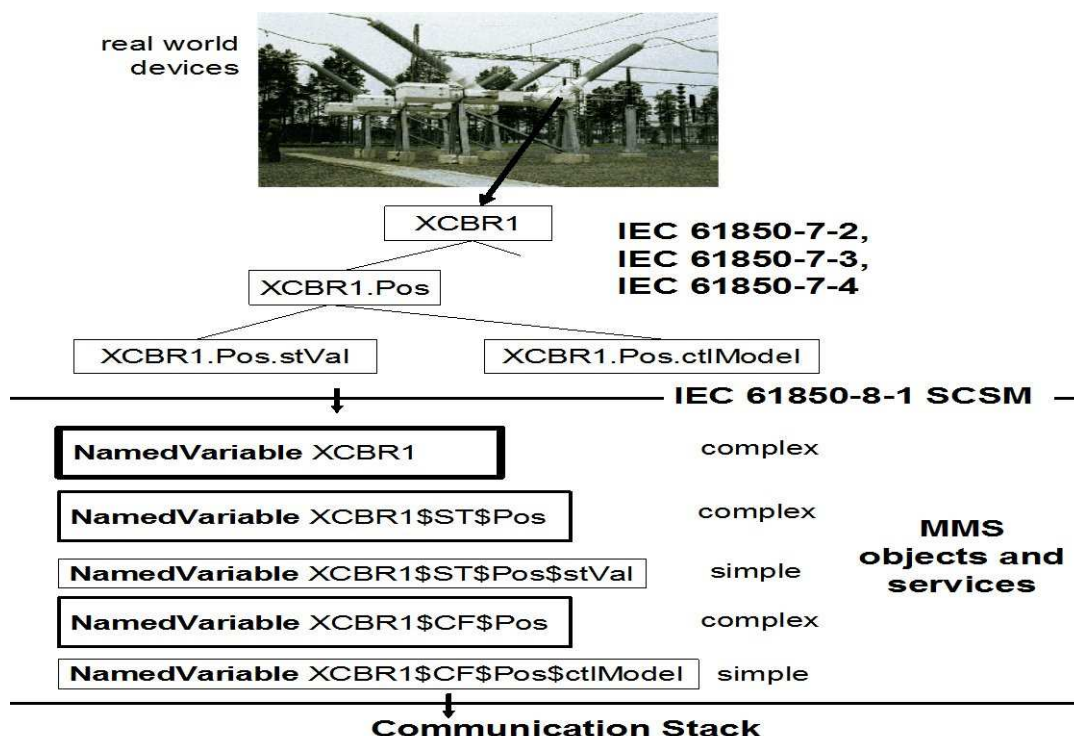 real world
devices
XCBR1
IEC 61850-7-2,
IEC 61850-7-3,
IEC 61850-7-4
XCBR1.Pos
XCBR1.Pos.stVal
XCBR1.Pos.ctlModel
IEC 61850-8-1 SCSM
NamedVariable XCBR1
complex
NamedVariable XCBR1$ST$Pos
complex
MMS
objects and
services
NamedVariable XCBR1$ST$Pos$stVal
simple
NamedVariable XCBR1$CF$Pos
complex
NamedVariable XCBR1$CF$Pos$ctlModel
simple
Communication Stack